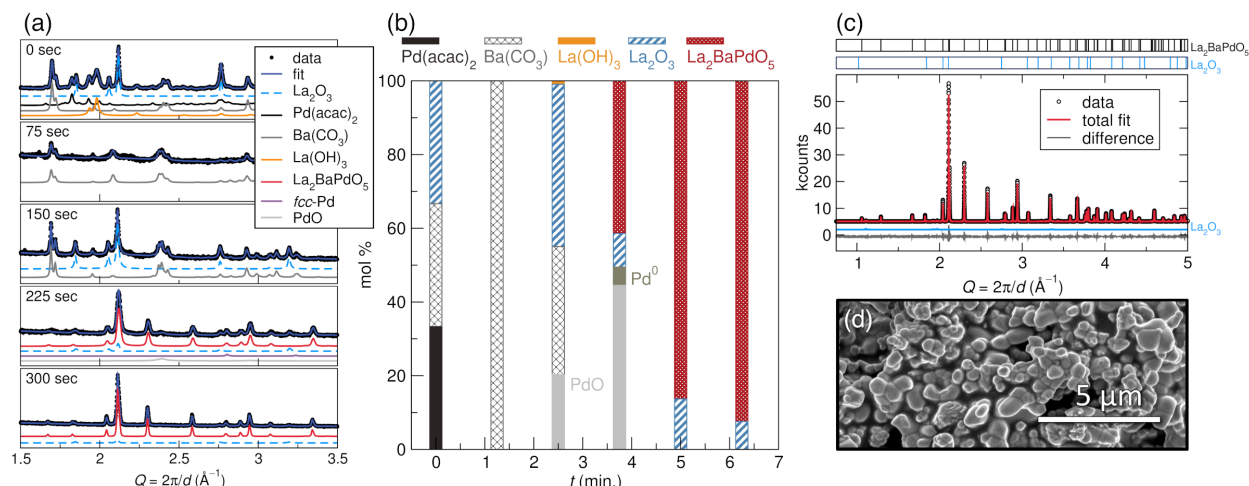 (a)
0 sec
data
fit
La₂O₃
Pd(acac)₂
Ba(CO₃)
La(OH)₃
La₂BaPdO₅
fcc-Pd
PdO
75 sec
150 sec
225 sec
300 sec
1.5 2 2.5 3 3.5
Q = 2π/d (Å⁻¹)
(b)
Pd(acac)₂ Ba(CO₃) La(OH)₃ La₂O₃ La₂BaPdO₅
100
80
60
40
20
0
mol %
PdO
Pd⁰
0 1 2 3 4 5 6 7
t (min.)
(c)
La₂BaPdO₅
La₂O₃
data
total fit
difference
50
40
30
20
10
0
kcounts
La₂O₃
1 2 3 4 5
Q = 2π/d (Å⁻¹)
(d)
5 μm